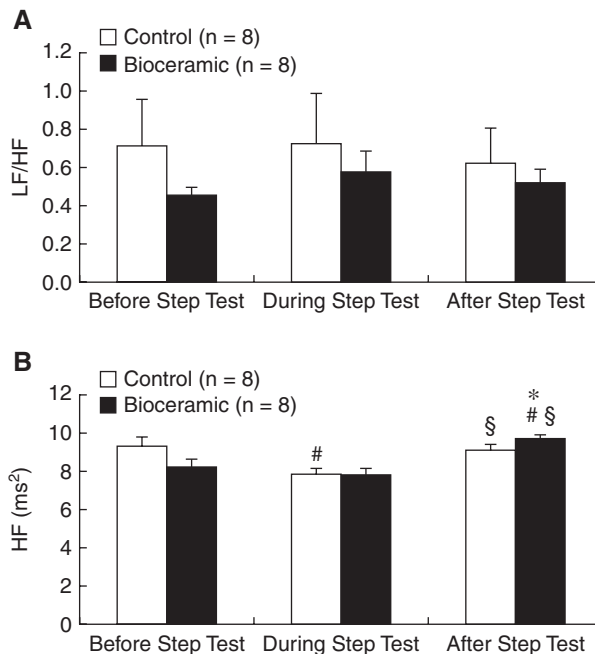 A
Control (n = 8)
Bioceramic (n = 8)
LF/HF
1.2
1.0
0.8
0.6
0.4
0.2
0.0
Before Step Test
During Step Test
After Step Test
B
Control (n = 8)
Bioceramic (n = 8)
HF (ms²)
12
10
8
6
4
2
0
#
§
*
# §
Before Step Test
During Step Test
After Step Test